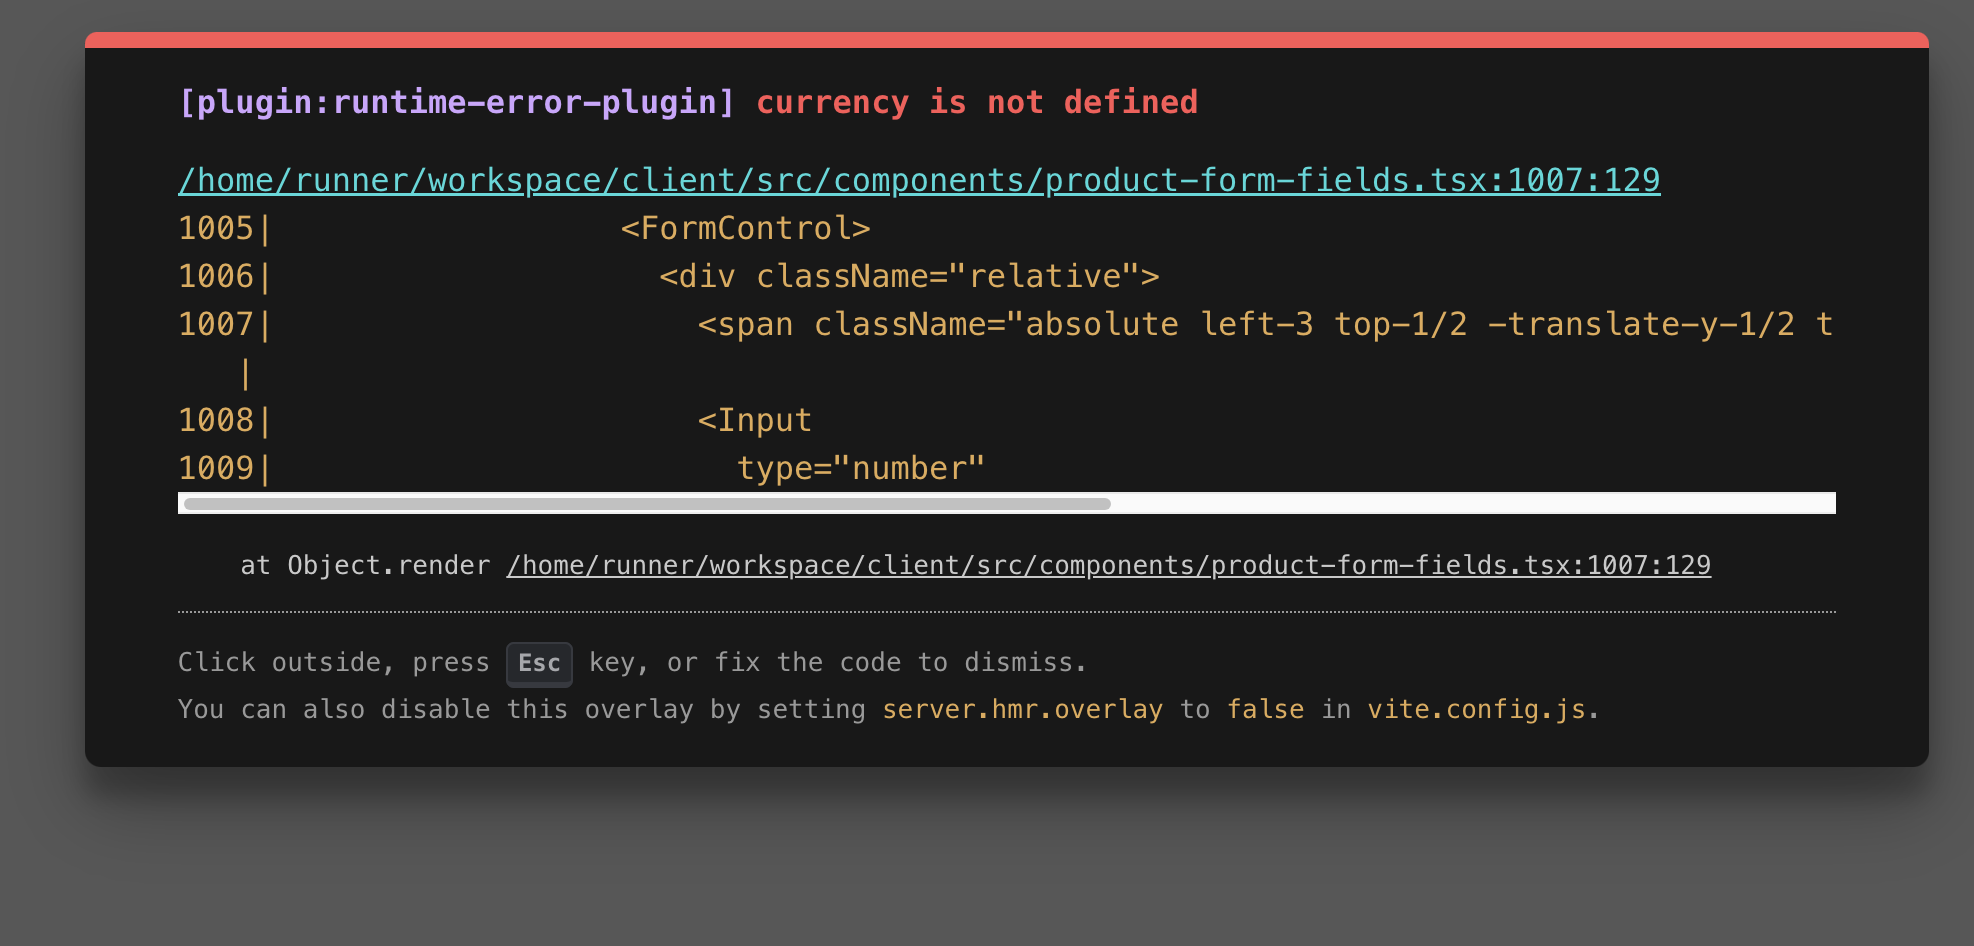 [plugin:runtime-error-plugin] currency is not defined
/home/runner/workspace/client/src/components/product-form-fields.tsx:1007:129
1005|                  <FormControl>
1006|                    <div className="relative">
1007|                      <span className="absolute left-3 top-1/2 -translate-y-1/2 t
   |
1008|                      <Input
1009|                        type="number"
at Object.render /home/runner/workspace/client/src/components/product-form-fields.tsx:1007:129
Click outside, press Esc key, or fix the code to dismiss.
You can also disable this overlay by setting server.hmr.overlay to false in vite.config.js.